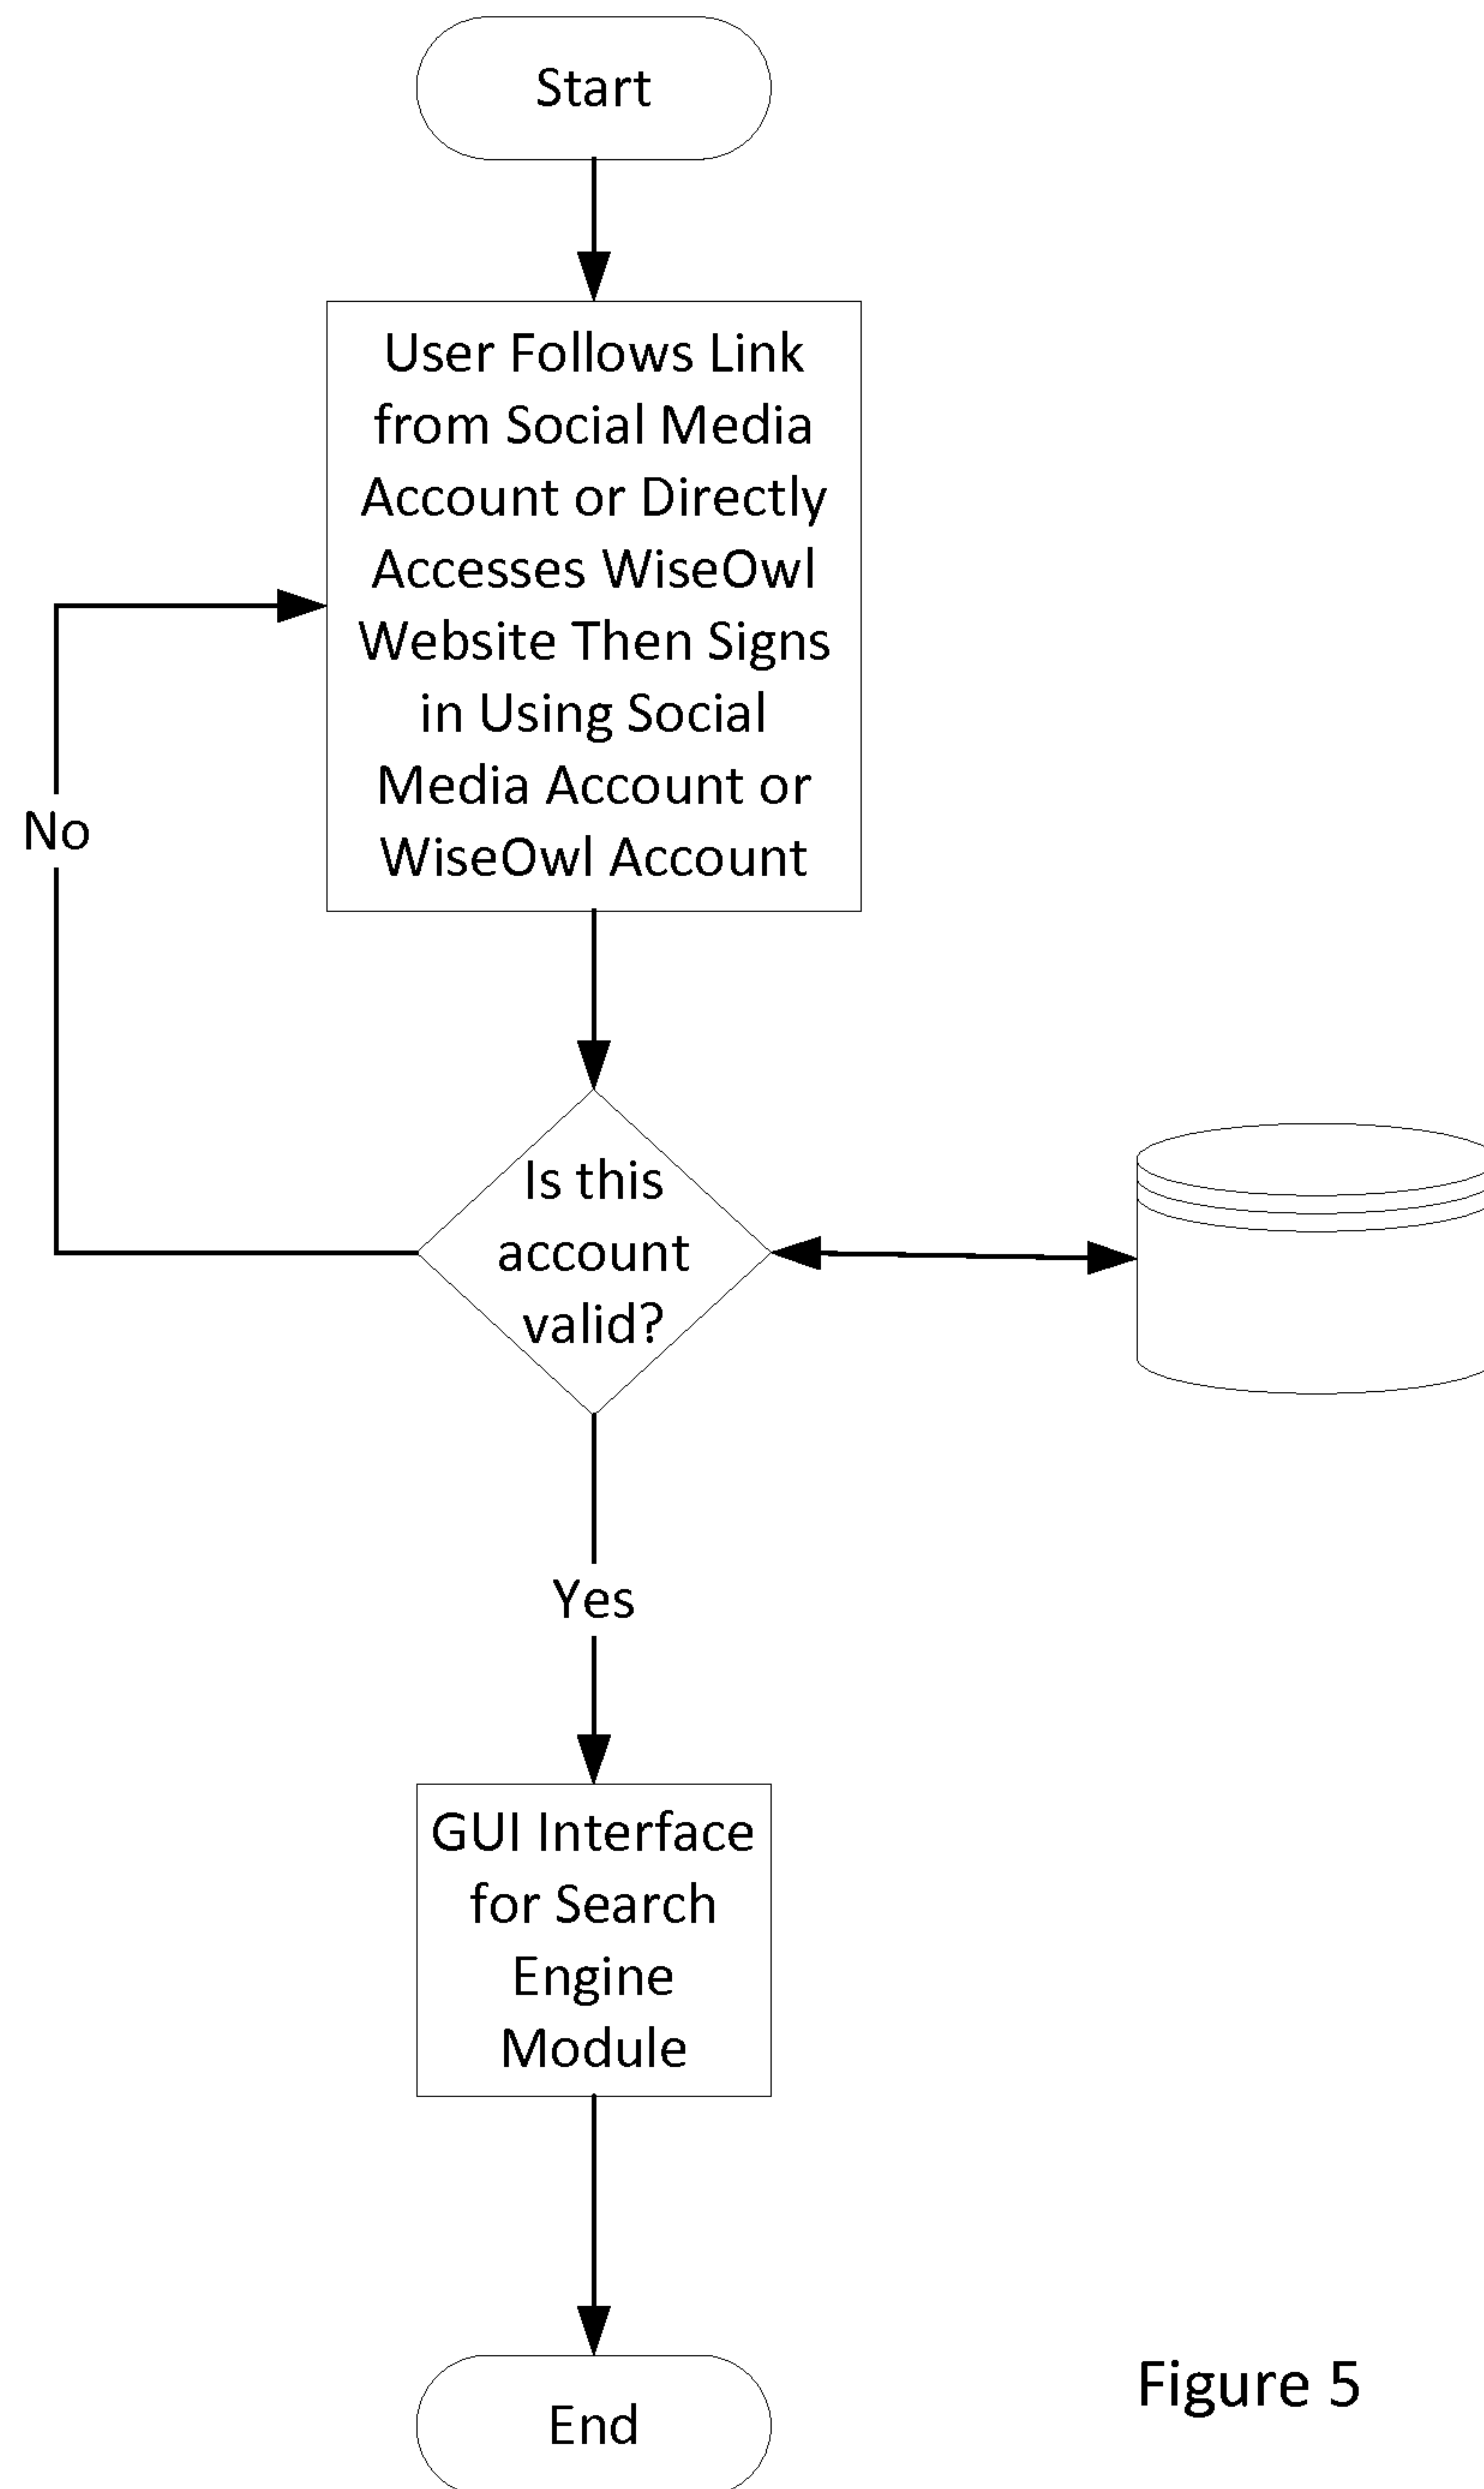 Start
User Follows Link
from Social Media
Account or Directly
Accesses WiseOwl
Website Then Signs
in Using Social
Media Account or
WiseOwl Account
No
Is this
account
valid?
Yes
GUI Interface
for Search
Engine
Module
End
Figure 5